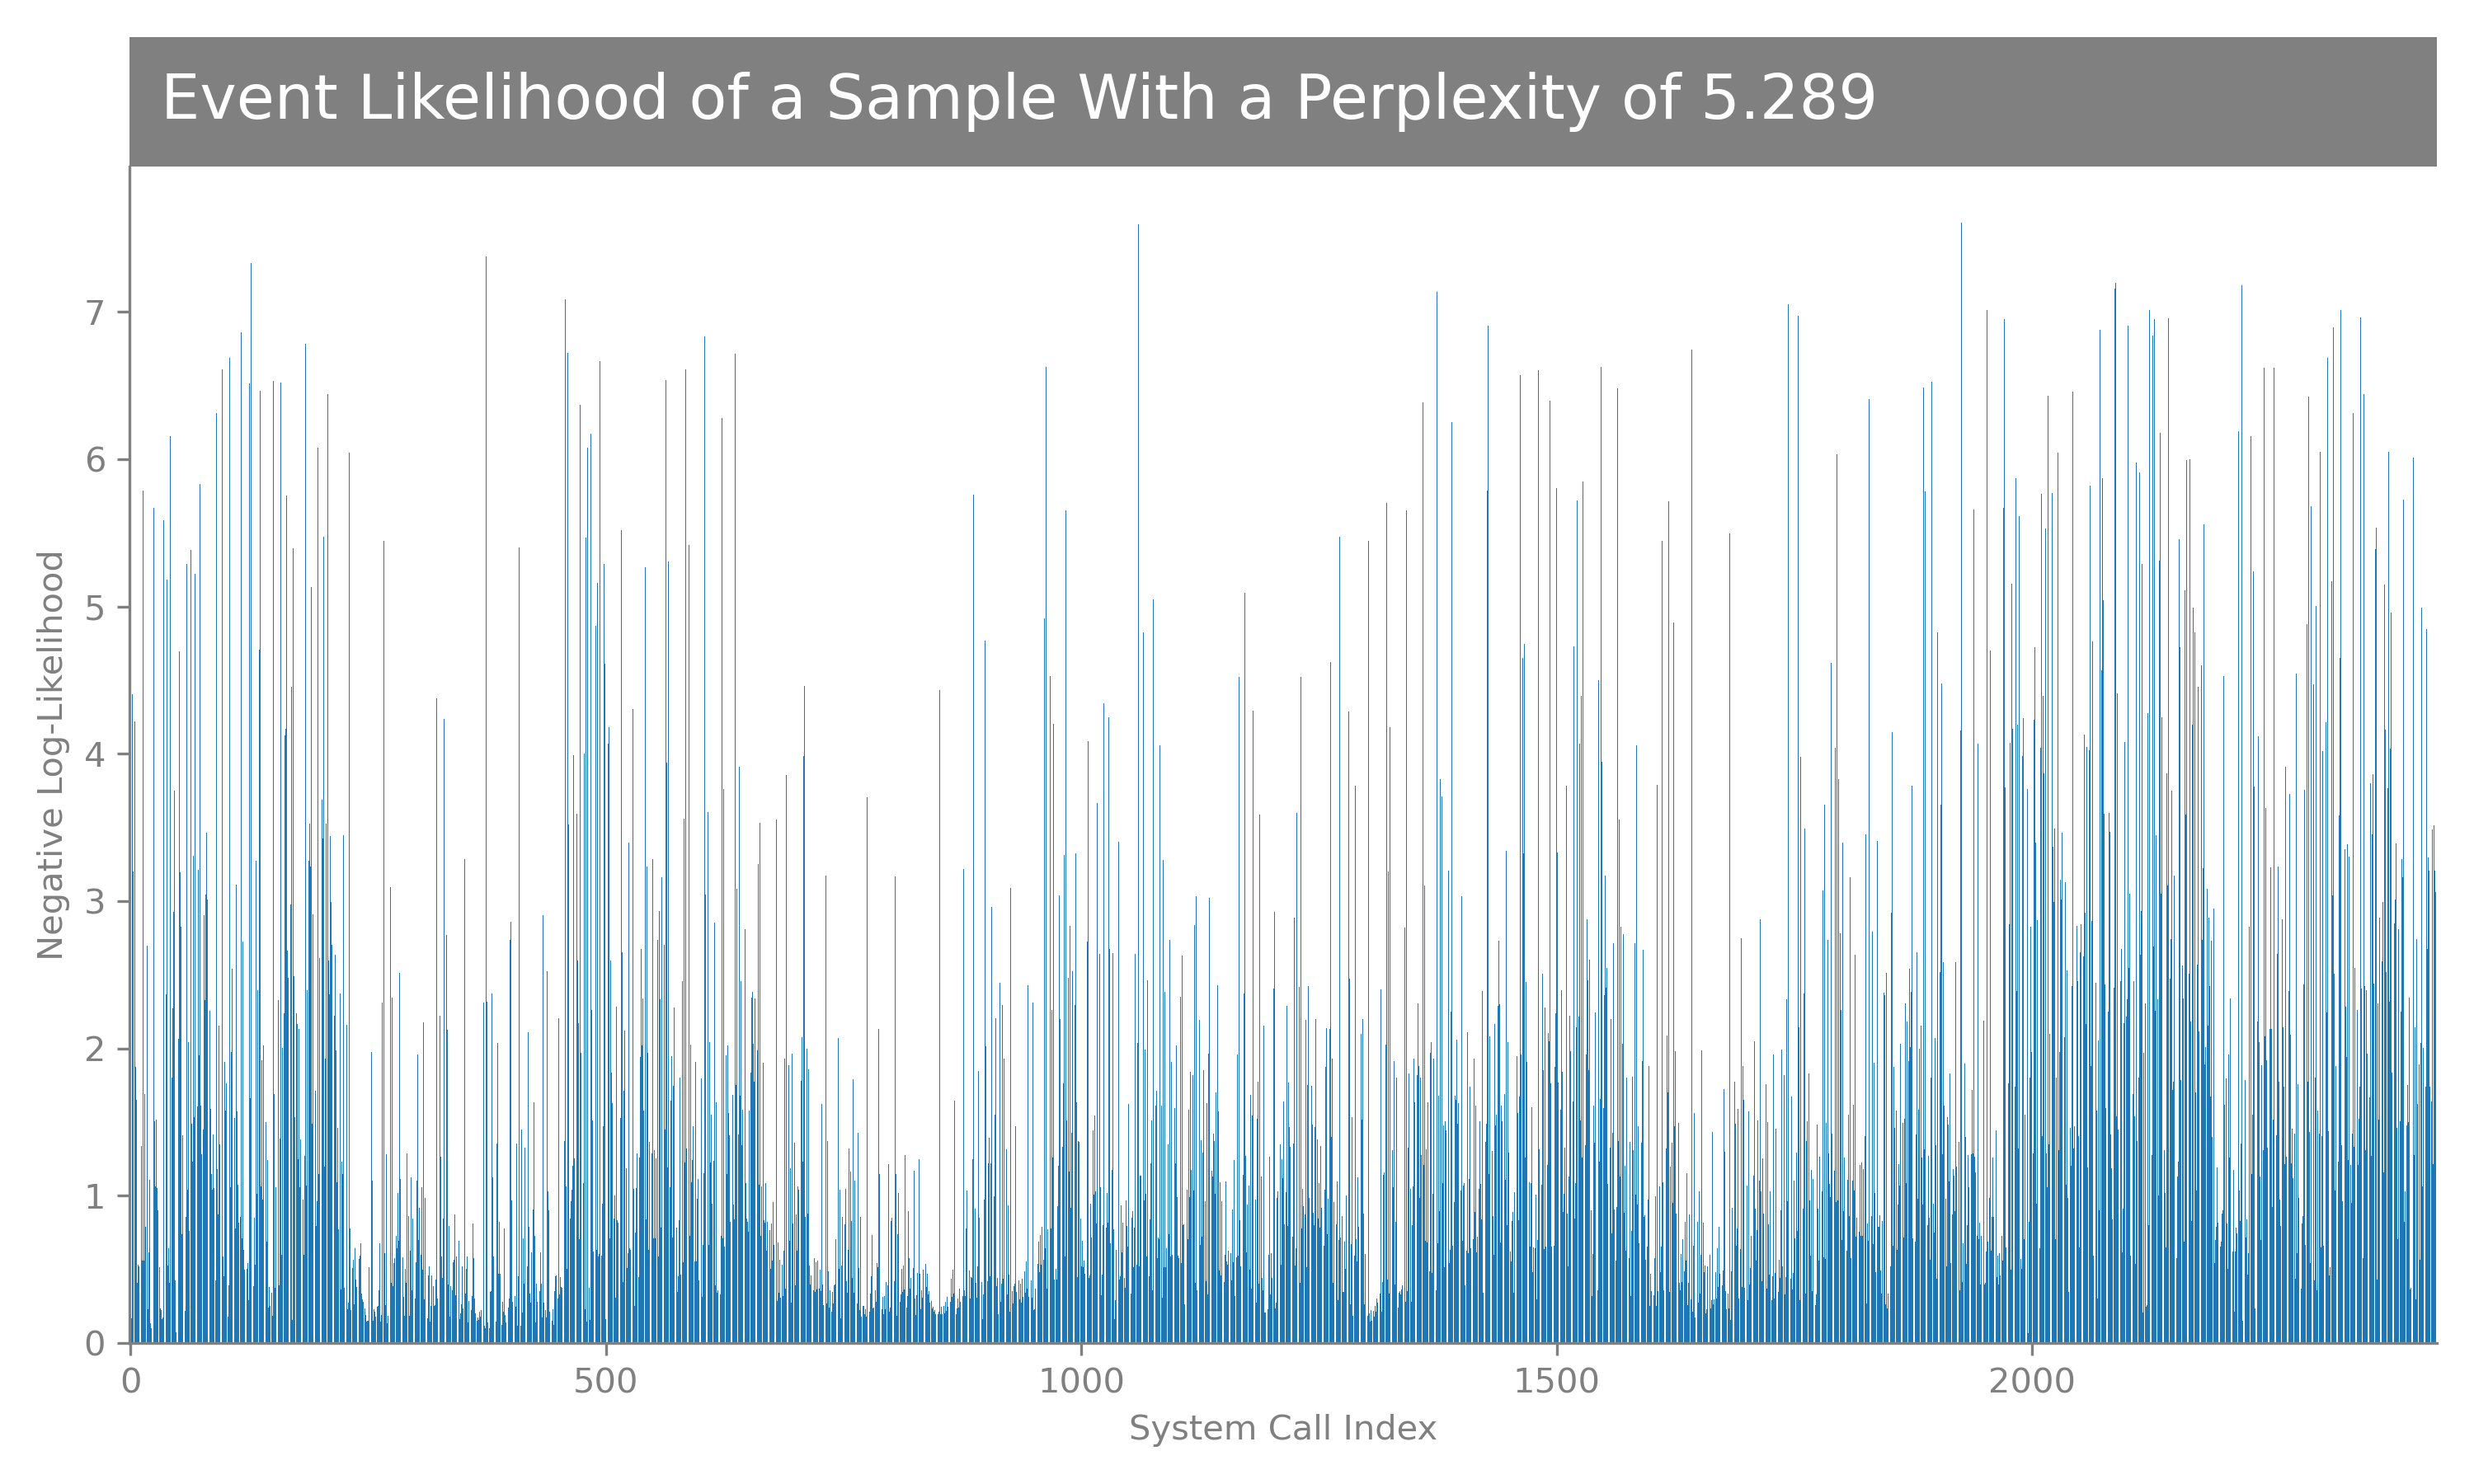 Event Likelihood of a Sample With a Perplexity of 5.289
7
6
5
4
3
2
1
0
Negative Log-Likelihood
0 500 1000 1500 2000
System Call Index